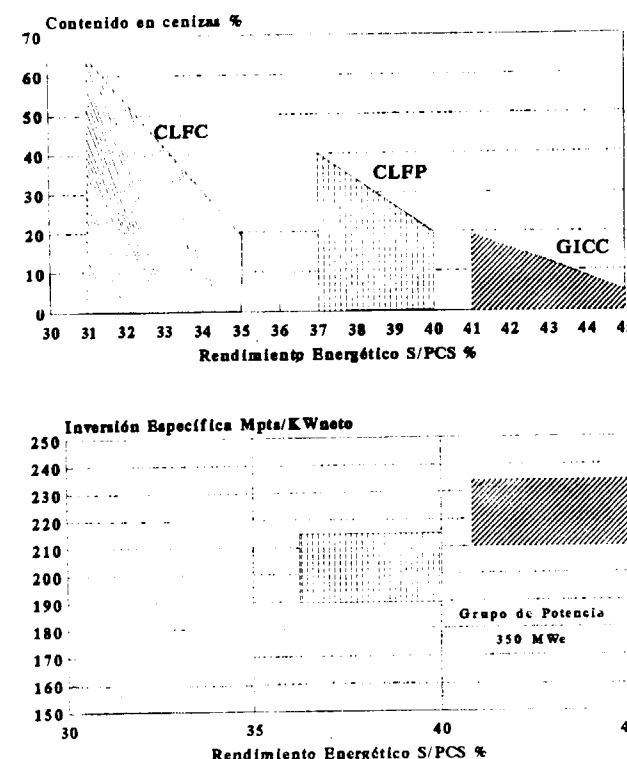 Contenido en cenizas %
70
60
50
40
30
20
10
0
CLFC
CLFP
GICC
30 31 32 33 34 35 36 37 38 39 40 41 42 43 44
Rendimiento Energético S/PCS %
Inversión Específica Mpts/KWneto
250
240
230
220
210
200
190
180
170
160
150
Grupo de Potencia
350 MWe
30 35 40
Rendimiento Energético S/PCS %